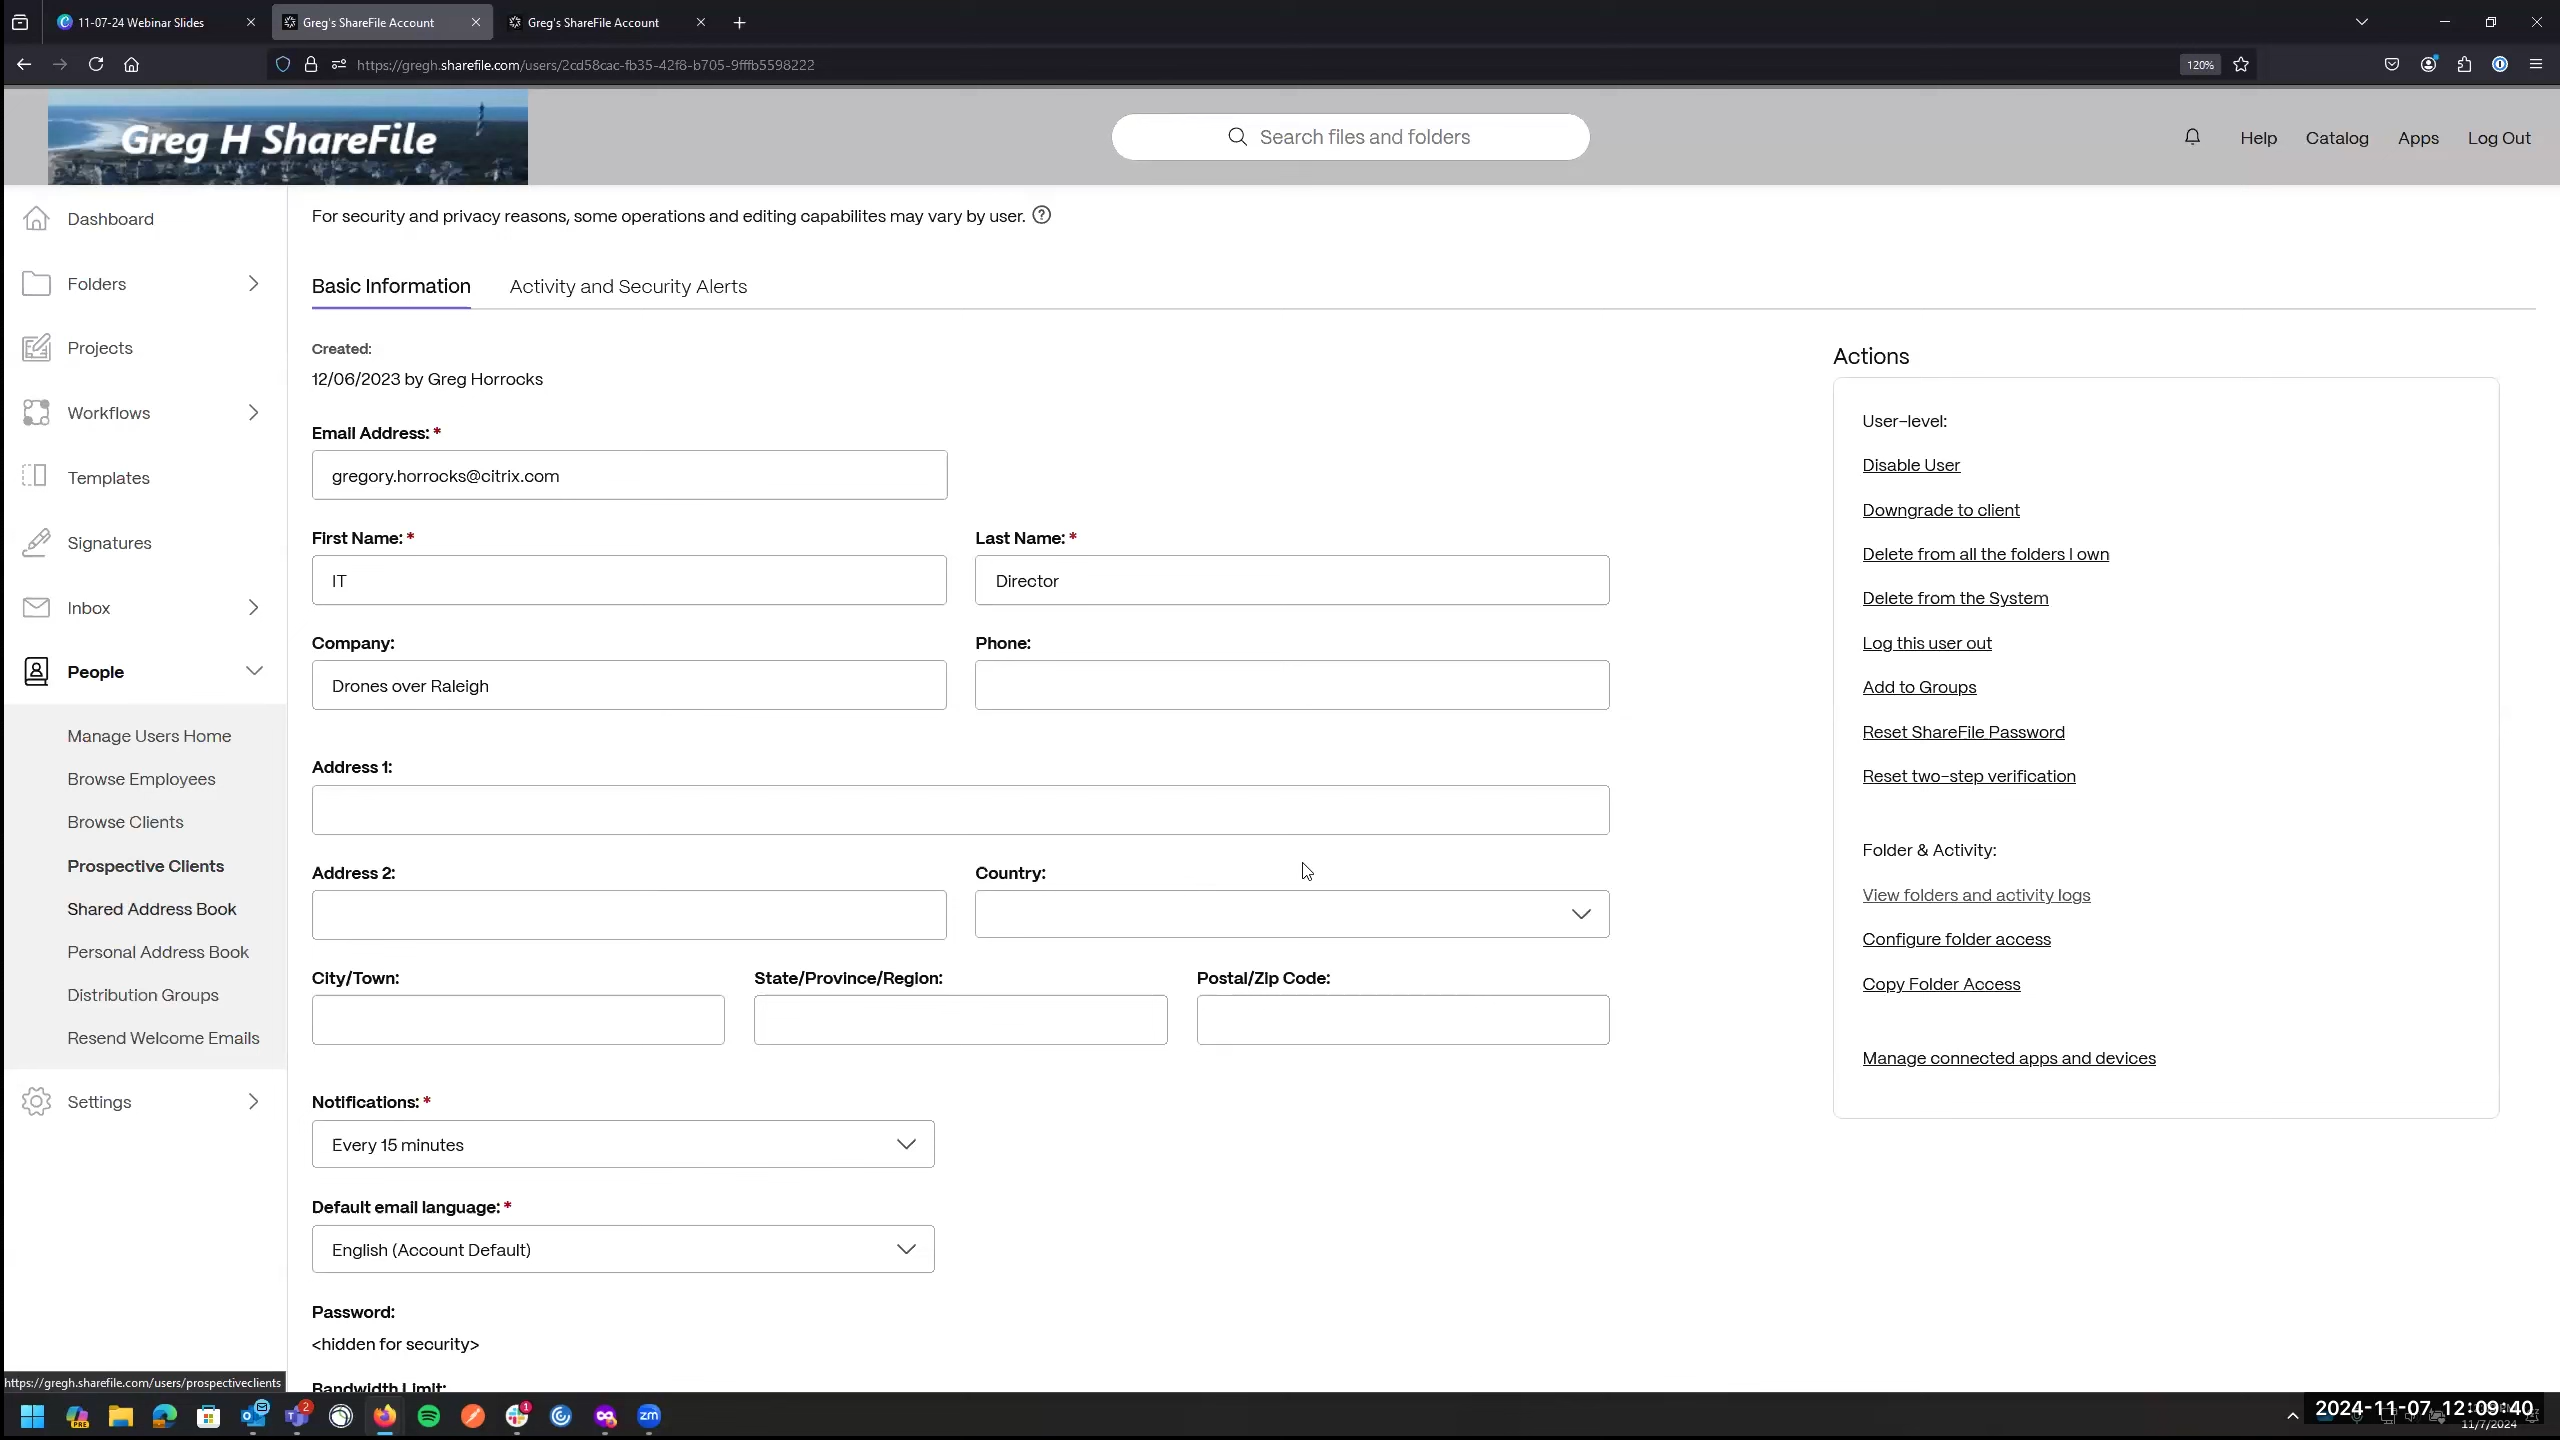 11-07-24 Webinar Slides
Greg's ShareFile Account
Greg's ShareFile Account
https://gregh.sharefile.com/users/2cd58cac-fb35-42f8-b705-9fffb5598222
120%
Greg H ShareFile
Search files and folders
Help
Catalog
Apps
Log Out
Dashboard
Folders
Projects
Workflows
Templates
Signatures
Inbox
People
Manage Users Home
Browse Employees
Browse Clients
Prospective Clients
Shared Address Book
Personal Address Book
Distribution Groups
Resend Welcome Emails
Settings
For security and privacy reasons, some operations and editing capabilites may vary by user.
Basic Information
Activity and Security Alerts
Created:
12/06/2023 by Greg Horrocks
Email Address: *
gregory.horrocks@citrix.com
First Name: *
Last Name: *
IT
Director
Company:
Phone:
Drones over Raleigh
Address 1:
Address 2:
Country:
City/Town:
State/Province/Region:
Postal/Zip Code:
Notifications: *
Every 15 minutes
Default email language: *
English (Account Default)
Password:
<hidden for security>
Bandwidth Limit:
Actions
User-level:
Disable User
Downgrade to client
Delete from all the folders I own
Delete from the System
Log this user out
Add to Groups
Reset ShareFile Password
Reset two-step verification
Folder & Activity:
View folders and activity logs
Configure folder access
Copy Folder Access
Manage connected apps and devices
https://gregh.sharefile.com/users/prospectiveclients
PRE
2
1
zm
2024-11-07 12:09:40
11/7/2024